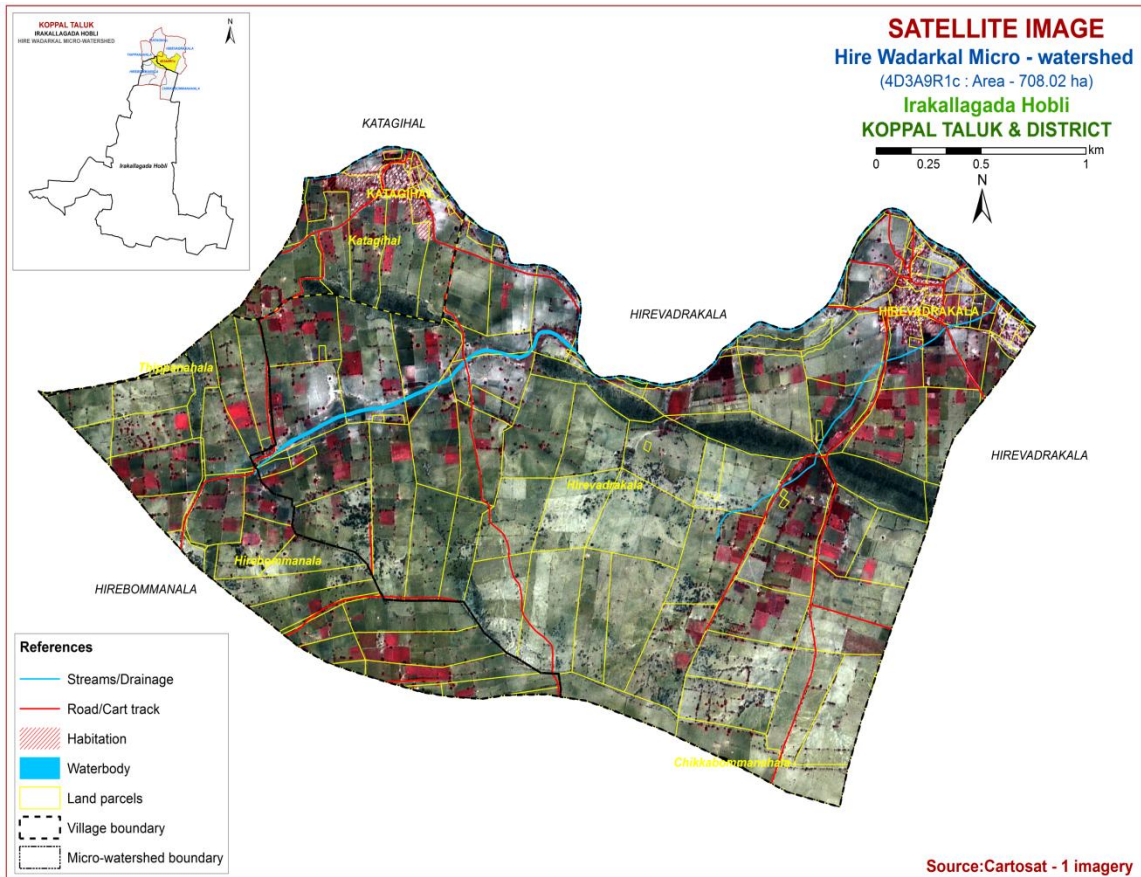 KOPPAL TALUK
IRAKALLAGADA HOBLI
HIRE WADARKAL MICRO-WATERSHED
N
Irakallagada Hobli
SATELLITE IMAGE
Hire Wadarkal Micro - watershed
(4D3A9R1c : Area - 708.02 ha)
Irakallagada Hobli
KOPPAL TALUK & DISTRICT
km
0 0.25 0.5 1
N
KATAGIHAL
KATAGIHAL
Katagihal
HIREVADRAKALA
HIREVADRAKALA
Thippanahala
HIREVADRAKALA
Hirevadrakala
Hirebommanala
HIREBOMMANALA
Chikkabommanahala
References
Streams/Drainage
Road/Cart track
Habitation
Waterbody
Land parcels
Village boundary
Micro-watershed boundary
Source:Cartosat - 1 imagery